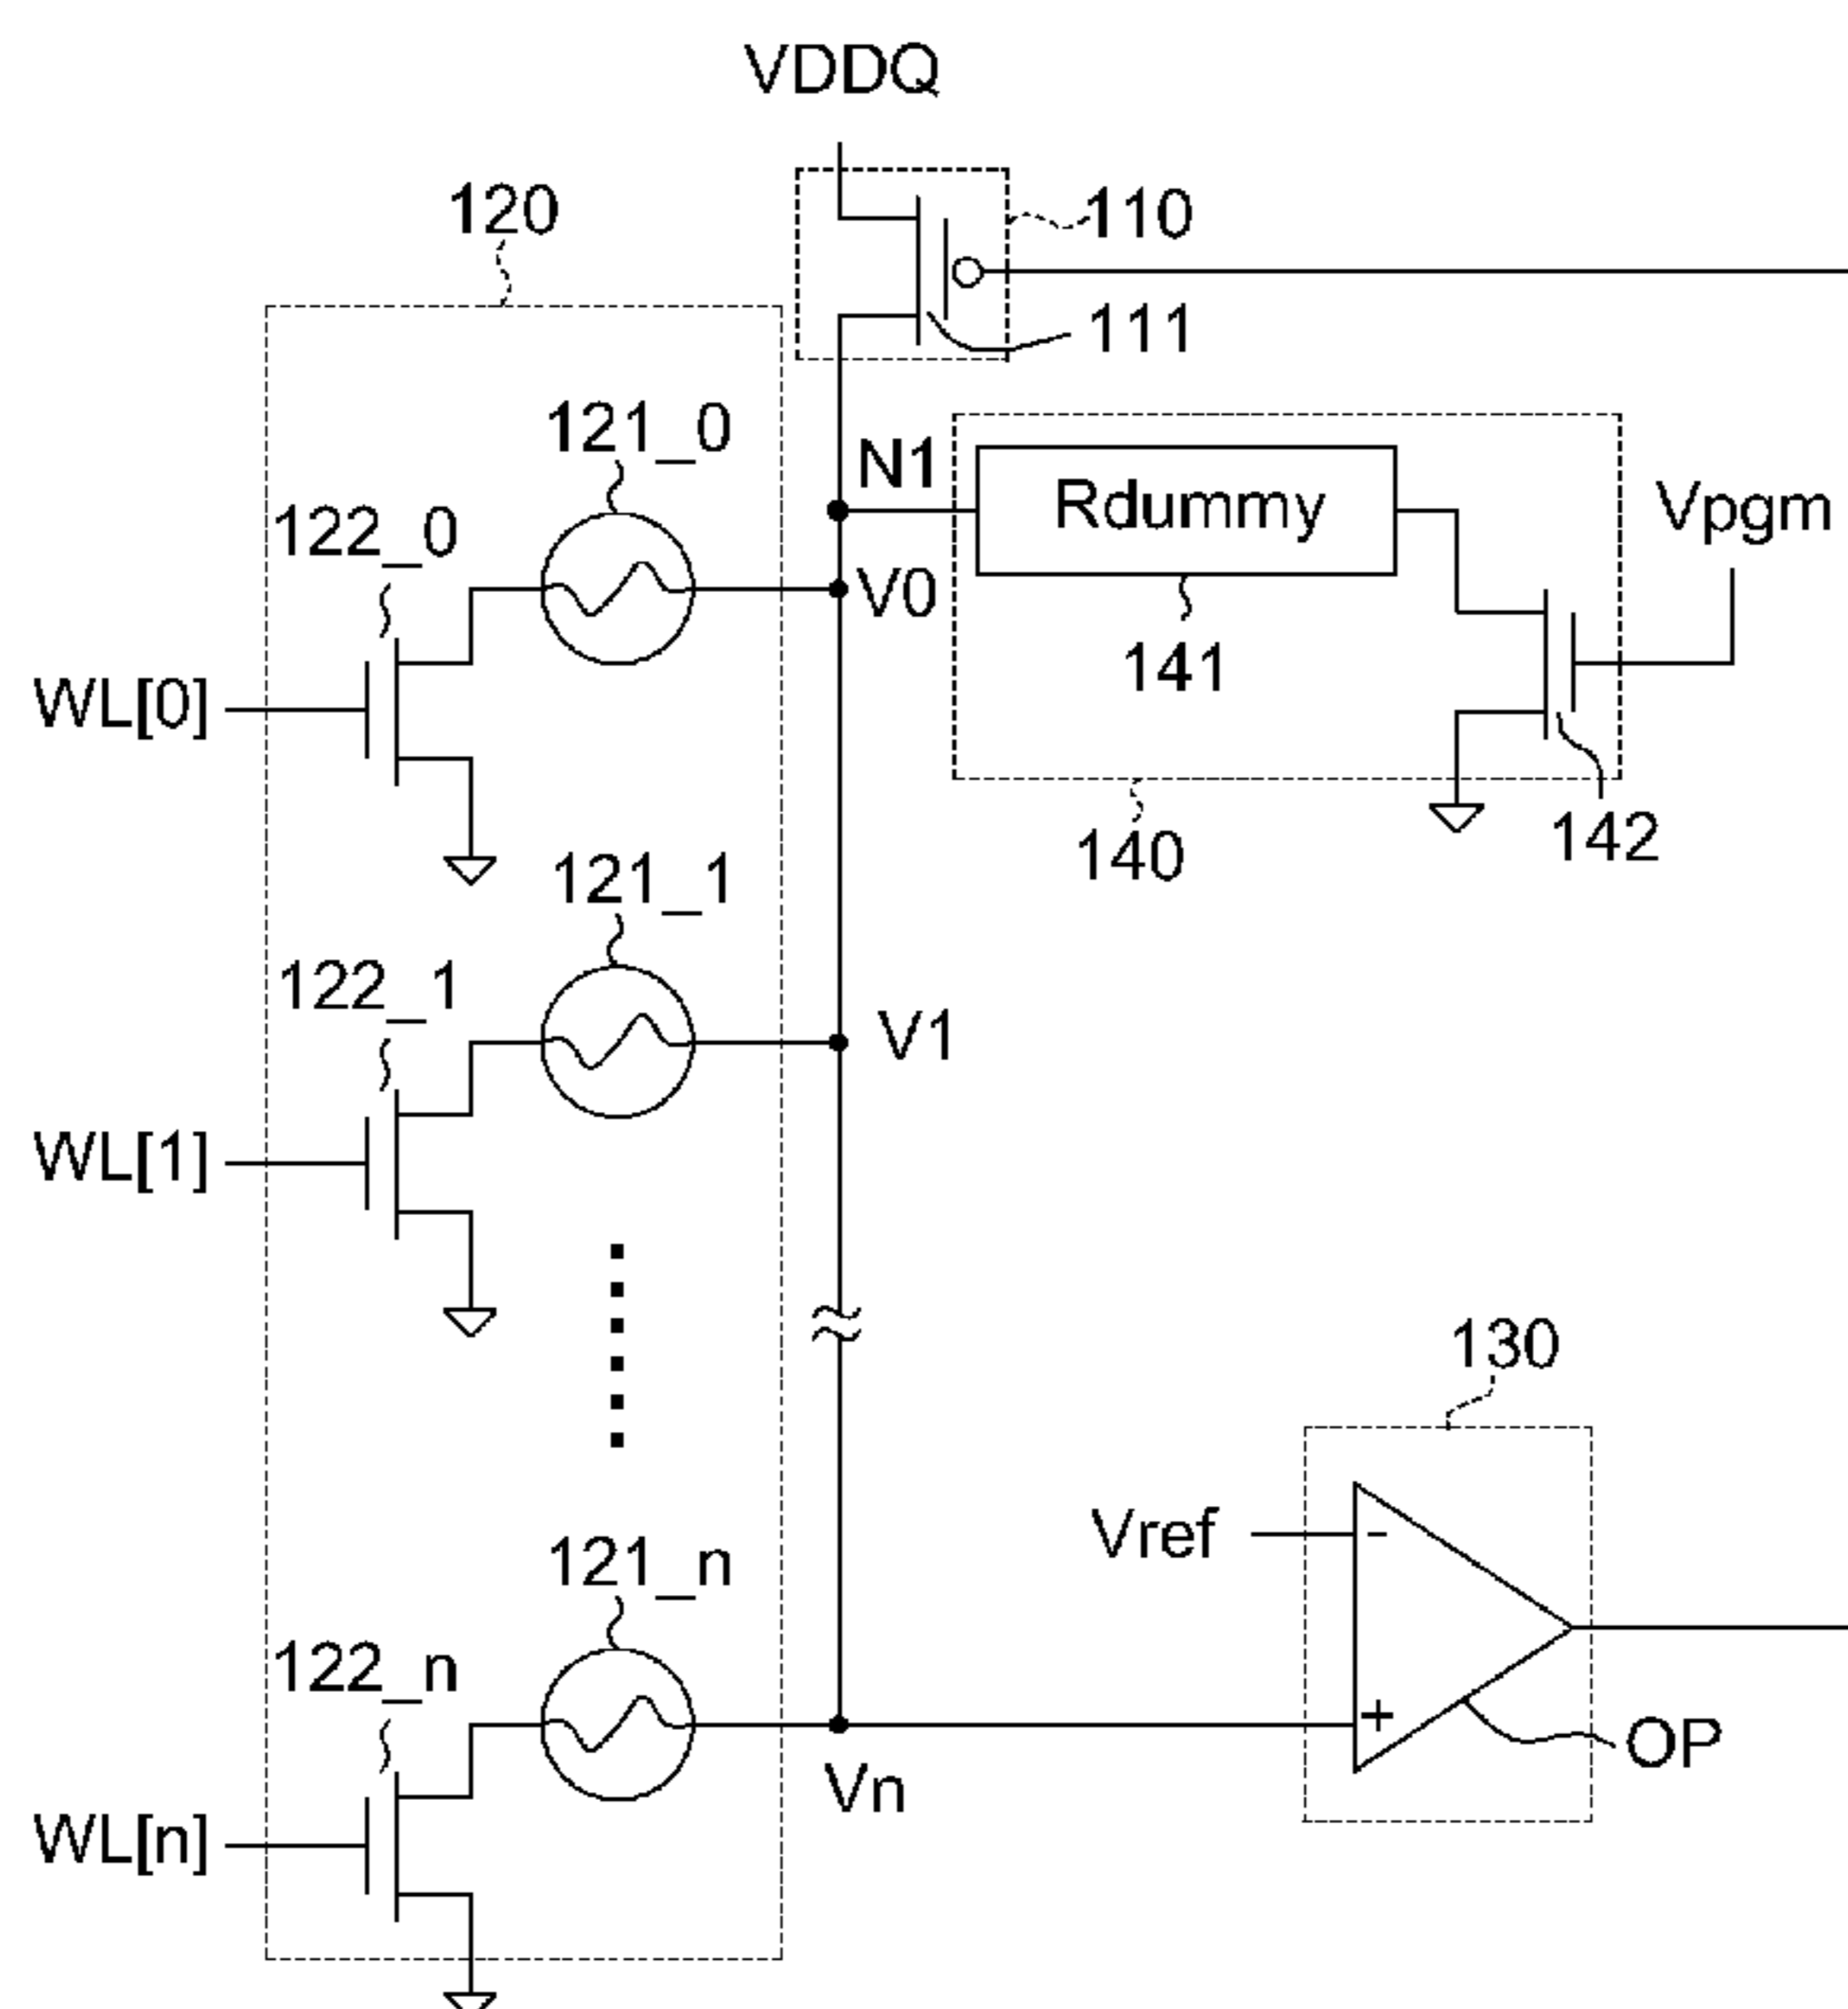 VDDQ
120
110
111
121_0
N1
Rdummy
Vpgm
122_0
V0
141
WL[0]
142
140
121_1
122_1
V1
WL[1]
130
Vref
-
121_n
122_n
+
OP
Vn
WL[n]